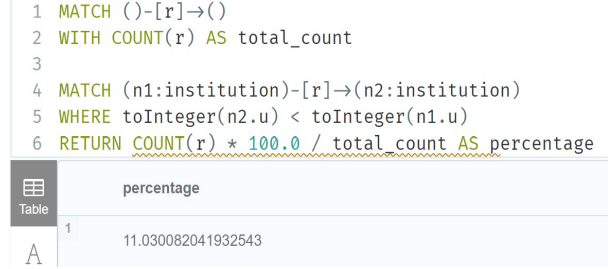 1 MATCH ()-[r]→()
2 WITH COUNT(r) AS total_count
3
4 MATCH (n1:institution)-[r]→(n2:institution)
5 WHERE toInteger(n2.u) < toInteger(n1.u)
6 RETURN COUNT(r) * 100.0 / total_count AS percentage
Table
percentage
1
11.030082041932543
A